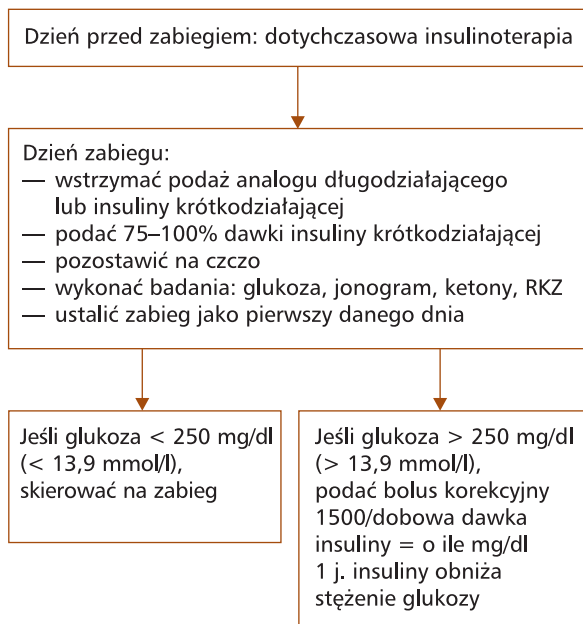 Dzień przed zabiegiem: dotychczasowa insulinoterapia
Dzień zabiegu:
— wstrzymać podaż analogu długodziałającego
lub insuliny krótkodziałającej
— podać 75–100% dawki insuliny krótkodziałającej
— pozostawić na czczo
— wykonać badania: glukoza, jonogram, ketony, RKZ
— ustalić zabieg jako pierwszy danego dnia
Jeśli glukoza < 250 mg/dl
(< 13,9 mmol/l),
skierować na zabieg
Jeśli glukoza > 250 mg/dl
(> 13,9 mmol/l),
podać bolus korekcyjny
1500/dobowa dawka
insuliny = o ile mg/dl
1 j. insuliny obniża
stężenie glukozy